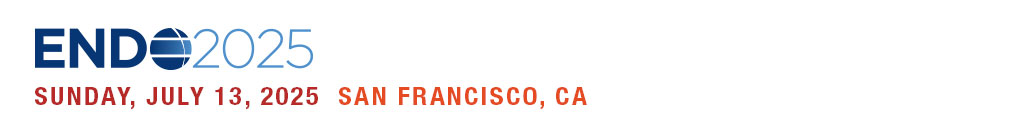 ENDO2025
SUNDAY, JULY 13, 2025 SAN FRANCISCO, CA